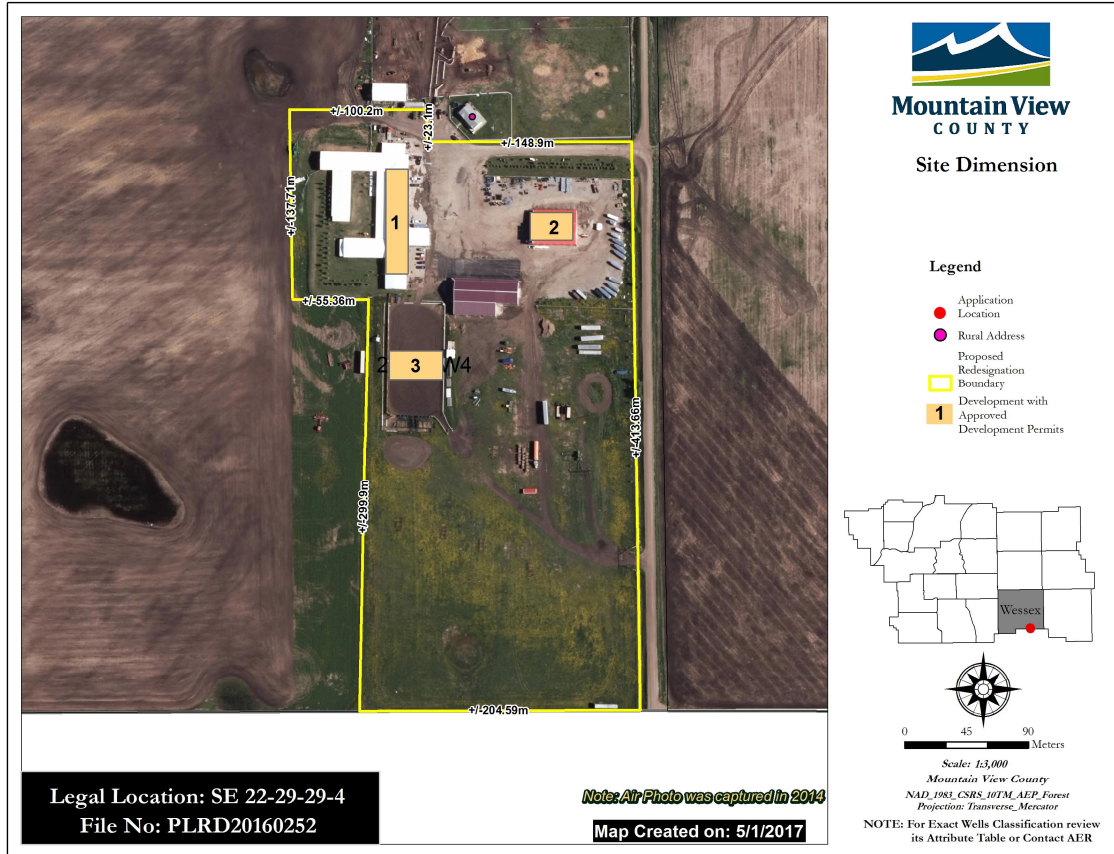 Mountain View
COUNTY
Site Dimension
+/-100.2m
+/-23.1m
+/-148.9m
+/-137.71m
1
2
+/-55.36m
2 3 W4
+/-413.66m
+/-299.9m
+/-204.59m
Legend
Application
Location
Rural Address
Proposed
Redesignation
Boundary
1
Development with
Approved
Development Permits
Wessex
0 45 90
Meters
Scale: 1:3,000
Mountain View County
NAD_1983_CSRS_10TM_AEP_Forest
Projection: Transverse_Mercator
NOTE: For Exact Wells Classification review
its Attribute Table or Contact AER
Legal Location: SE 22-29-29-4
File No: PLRD20160252
Note: Air Photo was captured in 2014
Map Created on: 5/1/2017